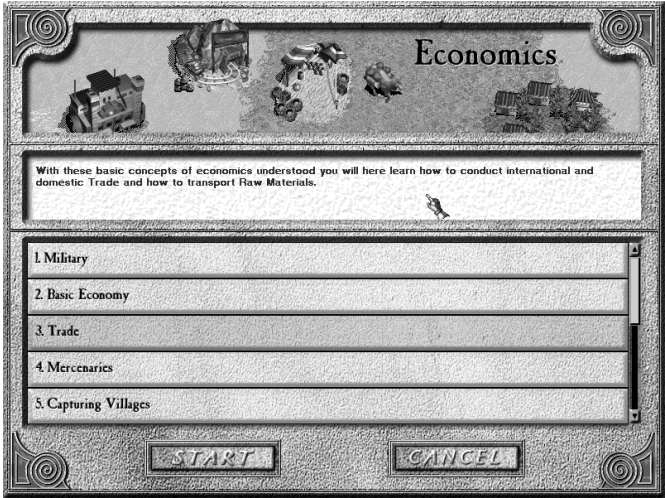 Economics
With these basic concepts of economics understood you will here learn how to conduct international and
domestic Trade and how to transport Raw Materials.
1. Military
2. Basic Economy
3. Trade
4. Mercenaries
5. Capturing Villages
START CANCEL